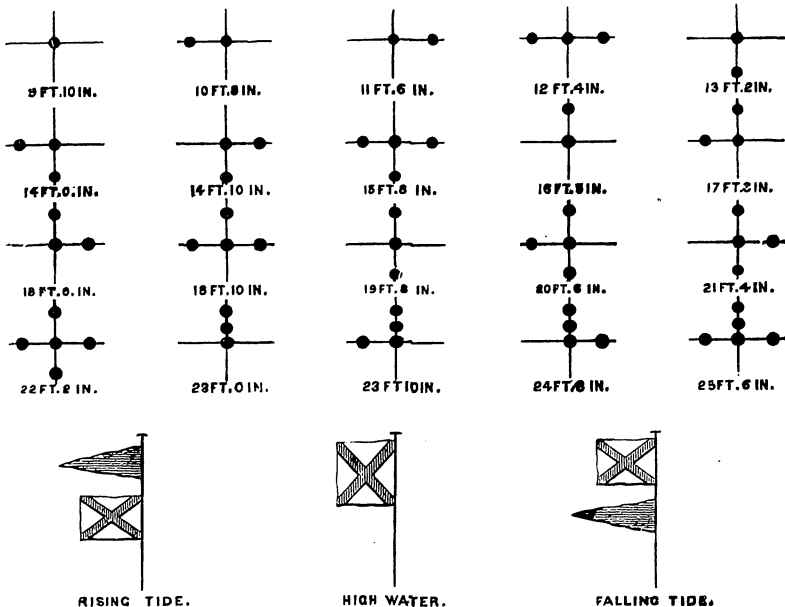 9 FT. 10 IN. 10 FT. 8 IN. 11 FT. 6 IN. 12 FT. 4 IN. 13 FT. 2 IN.
14 FT. 0. IN. 14 FT. 10 IN. 15 FT. 8 IN. 16 FT. 5 IN. 17 FT. 2 IN.
18 FT. 0. IN. 18 FT. 10 IN. 19 FT. 8 IN. 20 FT. 6 IN. 21 FT. 4 IN.
22 FT. 2 IN. 23 FT. 0 IN. 23 FT 10 IN. 24 FT. 8 IN. 25 FT. 6 IN.
RISING TIDE. HIGH WATER. FALLING TIDE.